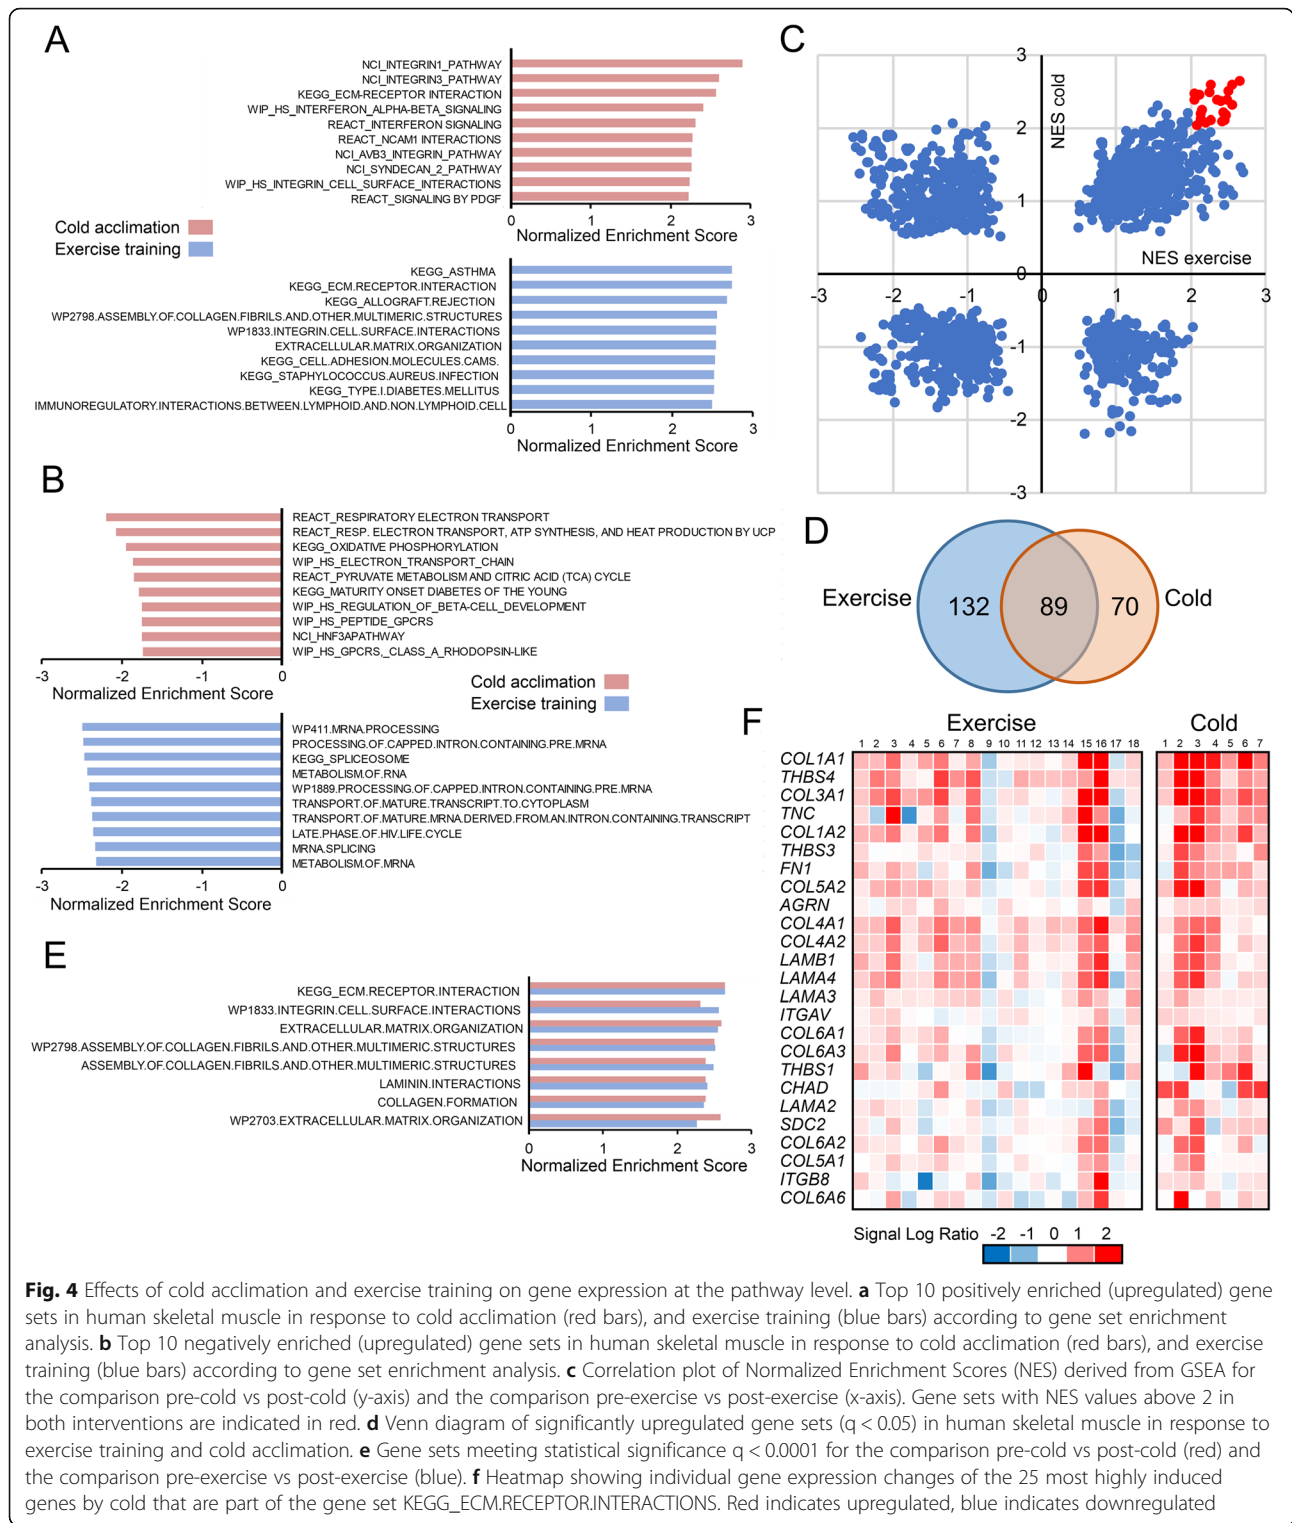 A
NCI_INTEGRIN1_PATHWAY
NCI_INTEGRIN3_PATHWAY
KEGG_ECM-RECEPTOR INTERACTION
WIP_HS_INTERFERON_ALPHA-BETA_SIGNALING
REACT_INTERFERON SIGNALING
REACT_NCAM1 INTERACTIONS
NCI_AVB3_INTEGRIN_PATHWAY
NCI_SYNDECAN_2_PATHWAY
WIP_HS_INTEGRIN_CELL_SURFACE_INTERACTIONS
REACT_SIGNALING BY PDGF
0 1 2 3
Normalized Enrichment Score
Cold acclimation
Exercise training
KEGG_ASTHMA
KEGG_ECM.RECEPTOR.INTERACTION
KEGG_ALLOGRAFT.REJECTION
WP2798.ASSEMBLY.OF.COLLAGEN.FIBRILS.AND.OTHER.MULTIMERIC.STRUCTURES
WP1833.INTEGRIN.CELL.SURFACE.INTERACTIONS
EXTRACELLULAR.MATRIX.ORGANIZATION
KEGG_CELL.ADHESION.MOLECULES.CAMS.
KEGG_STAPHYLOCOCCUS.AUREUS.INFECTION
KEGG_TYPE.I.DIABETES.MELLITUS
IMMUNOREGULATORY.INTERACTIONS.BETWEEN.LYMPHOID.AND.NON.LYMPHOID.CELL
0 1 2 3
Normalized Enrichment Score
B
REACT_RESPIRATORY ELECTRON TRANSPORT
REACT_RESP. ELECTRON TRANSPORT, ATP SYNTHESIS, AND HEAT PRODUCTION BY UCP
KEGG_OXIDATIVE PHOSPHORYLATION
WIP_HS_ELECTRON_TRANSPORT_CHAIN
REACT_PYRUVATE METABOLISM AND CITRIC ACID (TCA) CYCLE
KEGG_MATURITY ONSET DIABETES OF THE YOUNG
WIP_HS_REGULATION_OF_BETA-CELL_DEVELOPMENT
WIP_HS_PEPTIDE_GPCRS
NCI_HNF3APATHWAY
WIP_HS_GPCRS,_CLASS_A_RHODOPSIN-LIKE
-3 -2 -1 0
Normalized Enrichment Score
Cold acclimation
Exercise training
WP411.MRNA.PROCESSING
PROCESSING.OF.CAPPED.INTRON.CONTAINING.PRE.MRNA
KEGG_SPLICEOSOME
METABOLISM.OF.RNA
WP1889.PROCESSING.OF.CAPPED.INTRON.CONTAINING.PRE.MRNA
TRANSPORT.OF.MATURE.TRANSCRIPT.TO.CYTOPLASM
TRANSPORT.OF.MATURE.MRNA.DERIVED.FROM.AN.INTRON.CONTAINING.TRANSCRIPT
LATE.PHASE.OF.HIV.LIFE.CYCLE
MRNA.SPLICING
METABOLISM.OF.MRNA
-3 -2 -1 0
Normalized Enrichment Score
C
3
2
1
0
-1
-2
-3
NES cold
NES exercise
-3 -2 -1 0 1 2 3
D
Exercise 132 89 70 Cold
E
KEGG_ECM.RECEPTOR.INTERACTION
WP1833.INTEGRIN.CELL.SURFACE.INTERACTIONS
EXTRACELLULAR.MATRIX.ORGANIZATION
WP2798.ASSEMBLY.OF.COLLAGEN.FIBRILS.AND.OTHER.MULTIMERIC.STRUCTURES
ASSEMBLY.OF.COLLAGEN.FIBRILS.AND.OTHER.MULTIMERIC.STRUCTURES
LAMININ.INTERACTIONS
COLLAGEN.FORMATION
WP2703.EXTRACELLULAR.MATRIX.ORGANIZATION
0 1 2 3
Normalized Enrichment Score
F
Exercise Cold
1 2 3 4 5 6 7 8 9 10 11 12 13 14 15 16 17 18 1 2 3 4 5 6 7
COL1A1
THBS4
COL3A1
TNC
COL1A2
THBS3
FN1
COL5A2
AGRN
COL4A1
COL4A2
LAMB1
LAMA4
LAMA3
ITGAV
COL6A1
COL6A3
THBS1
CHAD
LAMA2
SDC2
COL6A2
COL5A1
ITGB8
COL6A6
Signal Log Ratio -2 -1 0 1 2
Fig. 4 Effects of cold acclimation and exercise training on gene expression at the pathway level. a Top 10 positively enriched (upregulated) gene
sets in human skeletal muscle in response to cold acclimation (red bars), and exercise training (blue bars) according to gene set enrichment
analysis. b Top 10 negatively enriched (upregulated) gene sets in human skeletal muscle in response to cold acclimation (red bars), and exercise
training (blue bars) according to gene set enrichment analysis. c Correlation plot of Normalized Enrichment Scores (NES) derived from GSEA for
the comparison pre-cold vs post-cold (y-axis) and the comparison pre-exercise vs post-exercise (x-axis). Gene sets with NES values above 2 in
both interventions are indicated in red. d Venn diagram of significantly upregulated gene sets (q < 0.05) in human skeletal muscle in response to
exercise training and cold acclimation. e Gene sets meeting statistical significance q < 0.0001 for the comparison pre-cold vs post-cold (red) and
the comparison pre-exercise vs post-exercise (blue). f Heatmap showing individual gene expression changes of the 25 most highly induced
genes by cold that are part of the gene set KEGG_ECM.RECEPTOR.INTERACTIONS. Red indicates upregulated, blue indicates downregulated